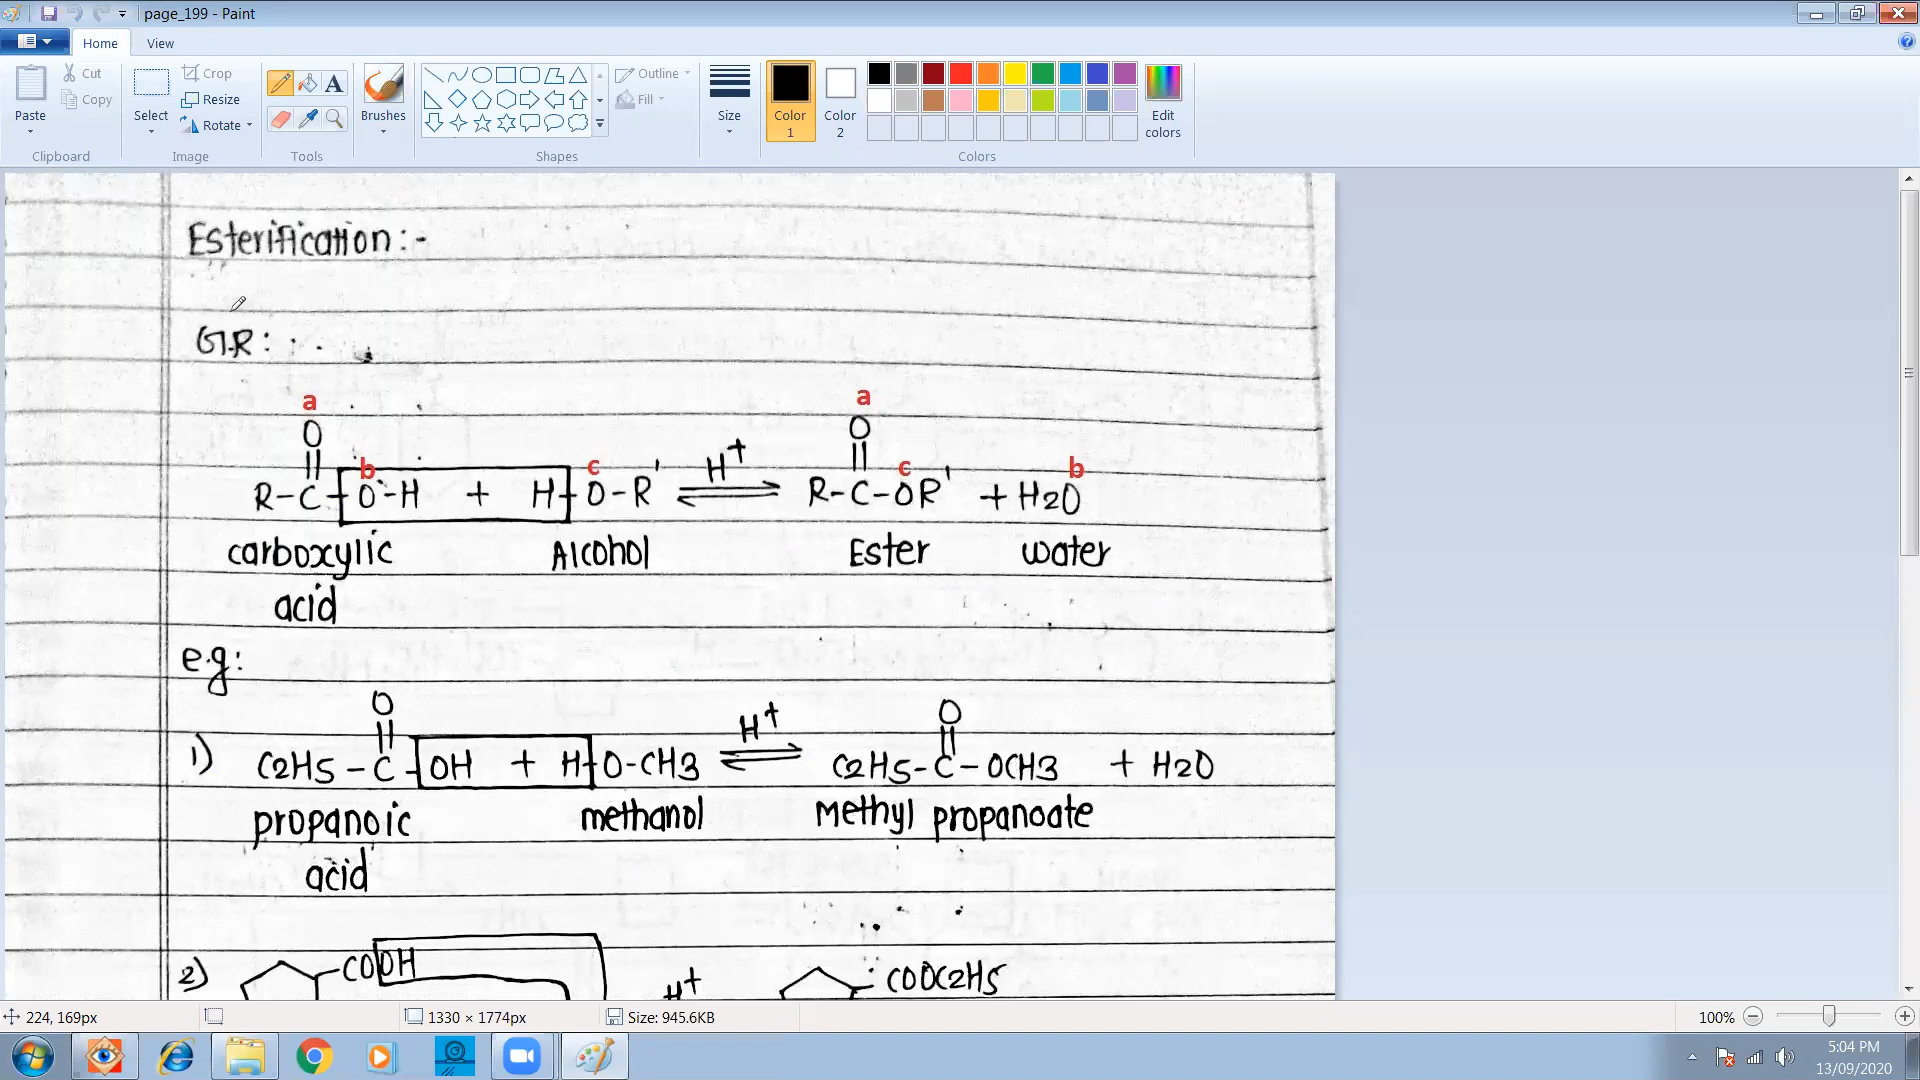 page_199 - Paint
Home View
Paste Cut Copy Clipboard
Select Crop Resize Rotate Image
Tools
Brushes
Shapes
Outline Fill
Size
Color 1 Color 2 Edit colors Colors
Esterification:-
G.R:
a a
O O
b c H+ c b
R-C-O-H + H-O-R' ⇌ R-C-OR' + H2O
carboxylic Alcohol Ester water
acid
e.g:
O H+ O
1) C2H5-C-OH + H-O-CH3 ⇌ C2H5-C-OCH3 + H2O
propanoic methanol Methyl propanoate
acid
2) -COOH H+ COOC2H5
224, 169px 1330 × 1774px Size: 945.6KB 100%
5:04 PM
13/09/2020